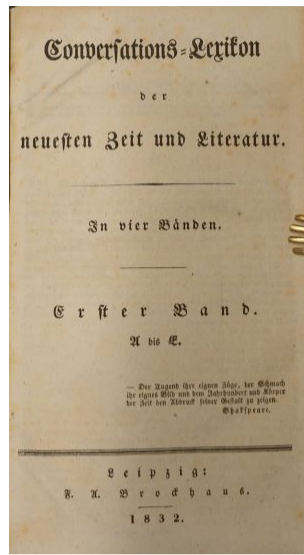 Conversations-Lexikon
der
neuesten Zeit und Literatur.
In vier Bänden.
Erster Band.
A bis E.
— Der Tugend ihre eignen Züge, der Schmach
ihr eignes Bild und dem Jahrhundert und Körper
der Zeit den Abdruck seiner Gestalt zu zeigen.
Shakspeare.
Leipzig:
F. A. Brockhaus.
1832.